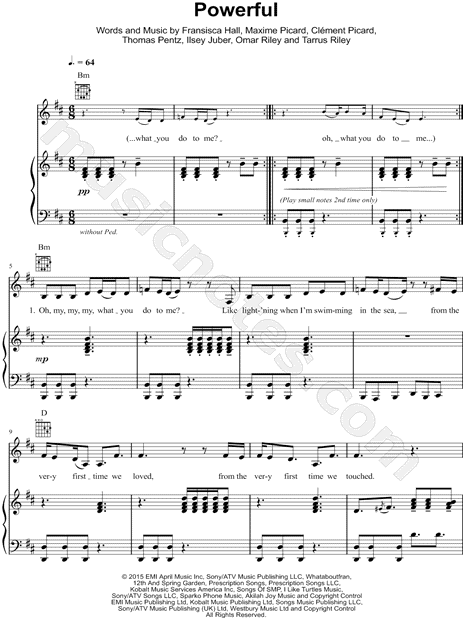 Powerful
Words and Music by Fransisca Hall, Maxime Picard, Clément Picard,
Thomas Pentz, Ilsey Juber, Omar Riley and Tarrus Riley
♩. = 64
Bm
(...what you do to me? oh, what you do to me...)
pp
(Play small notes 2nd time only)
without Ped.
Bm
5
1. Oh, my, my, my, what you do to me? Like light-'ning when I'm swim-ming in the sea, from the
mp
D
9
ver-y first time we loved, from the ver-y first time we touched.
© 2015 EMI April Music Inc, Sony/ATV Music Publishing LLC, Whataboutfran,
12th And Spring Garden, Prescription Songs LLC, Prescription Songs LLC,
Kobalt Music Services America Inc, Songs Of SMP, I Like Turtles Music,
Sony/ATV Songs LLC, Sparko Phone Music, Akilah Joy Music and Copyright Control
EMI Music Publishing Ltd, Kobalt Music Publishing Ltd, Sony/ATV Music Publishing LLC,
Sony/ATV Music Publishing (UK) Ltd, Westbury Music Ltd and Copyright Control
All Rights Reserved
musicnotes.com